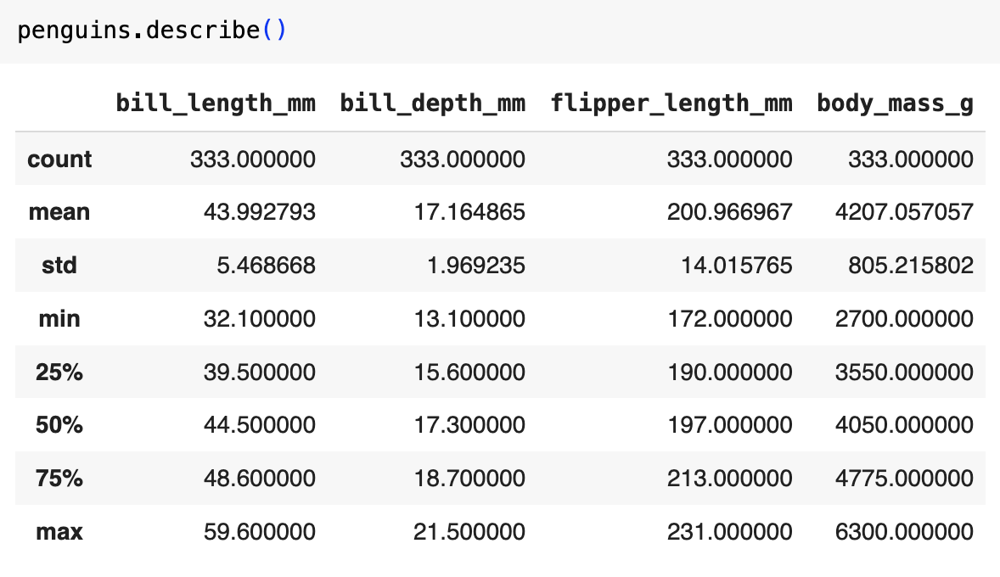 penguins.describe()
bill_length_mm bill_depth_mm flipper_length_mm body_mass_g
count 333.000000 333.000000 333.000000 333.000000
mean 43.992793 17.164865 200.966967 4207.057057
std 5.468668 1.969235 14.015765 805.215802
min 32.100000 13.100000 172.000000 2700.000000
25% 39.500000 15.600000 190.000000 3550.000000
50% 44.500000 17.300000 197.000000 4050.000000
75% 48.600000 18.700000 213.000000 4775.000000
max 59.600000 21.500000 231.000000 6300.000000